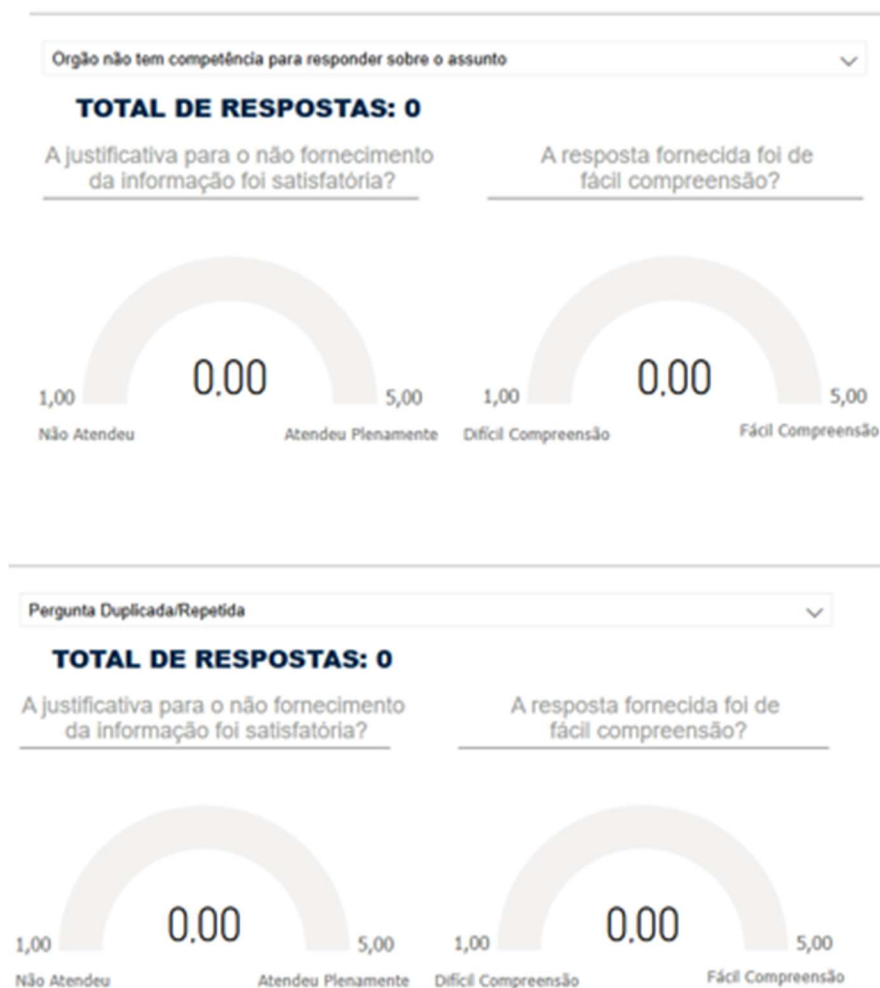 Orgão não tem competência para responder sobre o assunto
TOTAL DE RESPOSTAS: 0
A justificativa para o não fornecimento
da informação foi satisfatória?
A resposta fornecida foi de
fácil compreensão?
0,00
0,00
1,00
5,00
1,00
5,00
Não Atendeu
Atendeu Plenamente
Difícil Compreensão
Fácil Compreensão
Pergunta Duplicada/Repetida
TOTAL DE RESPOSTAS: 0
A justificativa para o não fornecimento
da informação foi satisfatória?
A resposta fornecida foi de
fácil compreensão?
0,00
0,00
1,00
5,00
1,00
5,00
Não Atendeu
Atendeu Plenamente
Difícil Compreensão
Fácil Compreensão